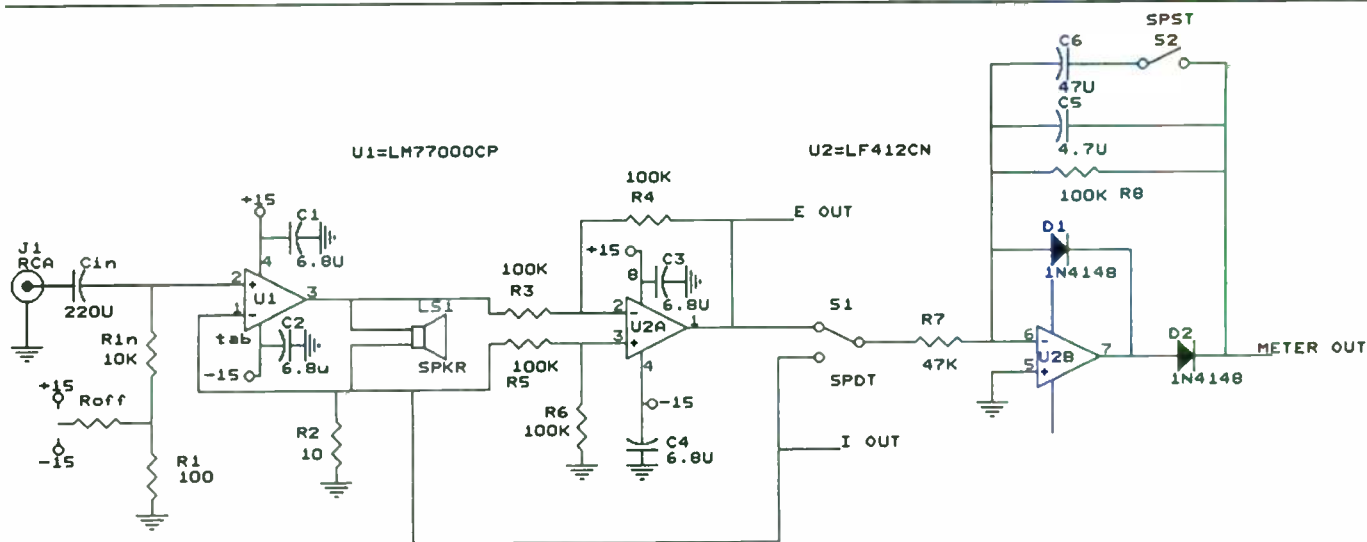 SPST
S2
C6
47U
C5
4.7U
100K R8
U1=LM77000CP
U2=LF412CN
100K
R4
E OUT
+15
C1
6.8U
4
J1
RCA
Cin
220U
2
+
U1
3
1
-
tab
C2
6.8u
-15
LS1
SPKR
R1n
10K
+15
Roff
-15
R1
100
R2
10
100K
R3
100K
R5
R6
100K
+15
8
C3
6.8U
2
-
U2A
1
3
+
4
-15
C4
6.8U
S1
SPDT
I OUT
R7
47K
D1
1N4148
6
-
U2B
7
5
+
D2
1N4148
METER OUT